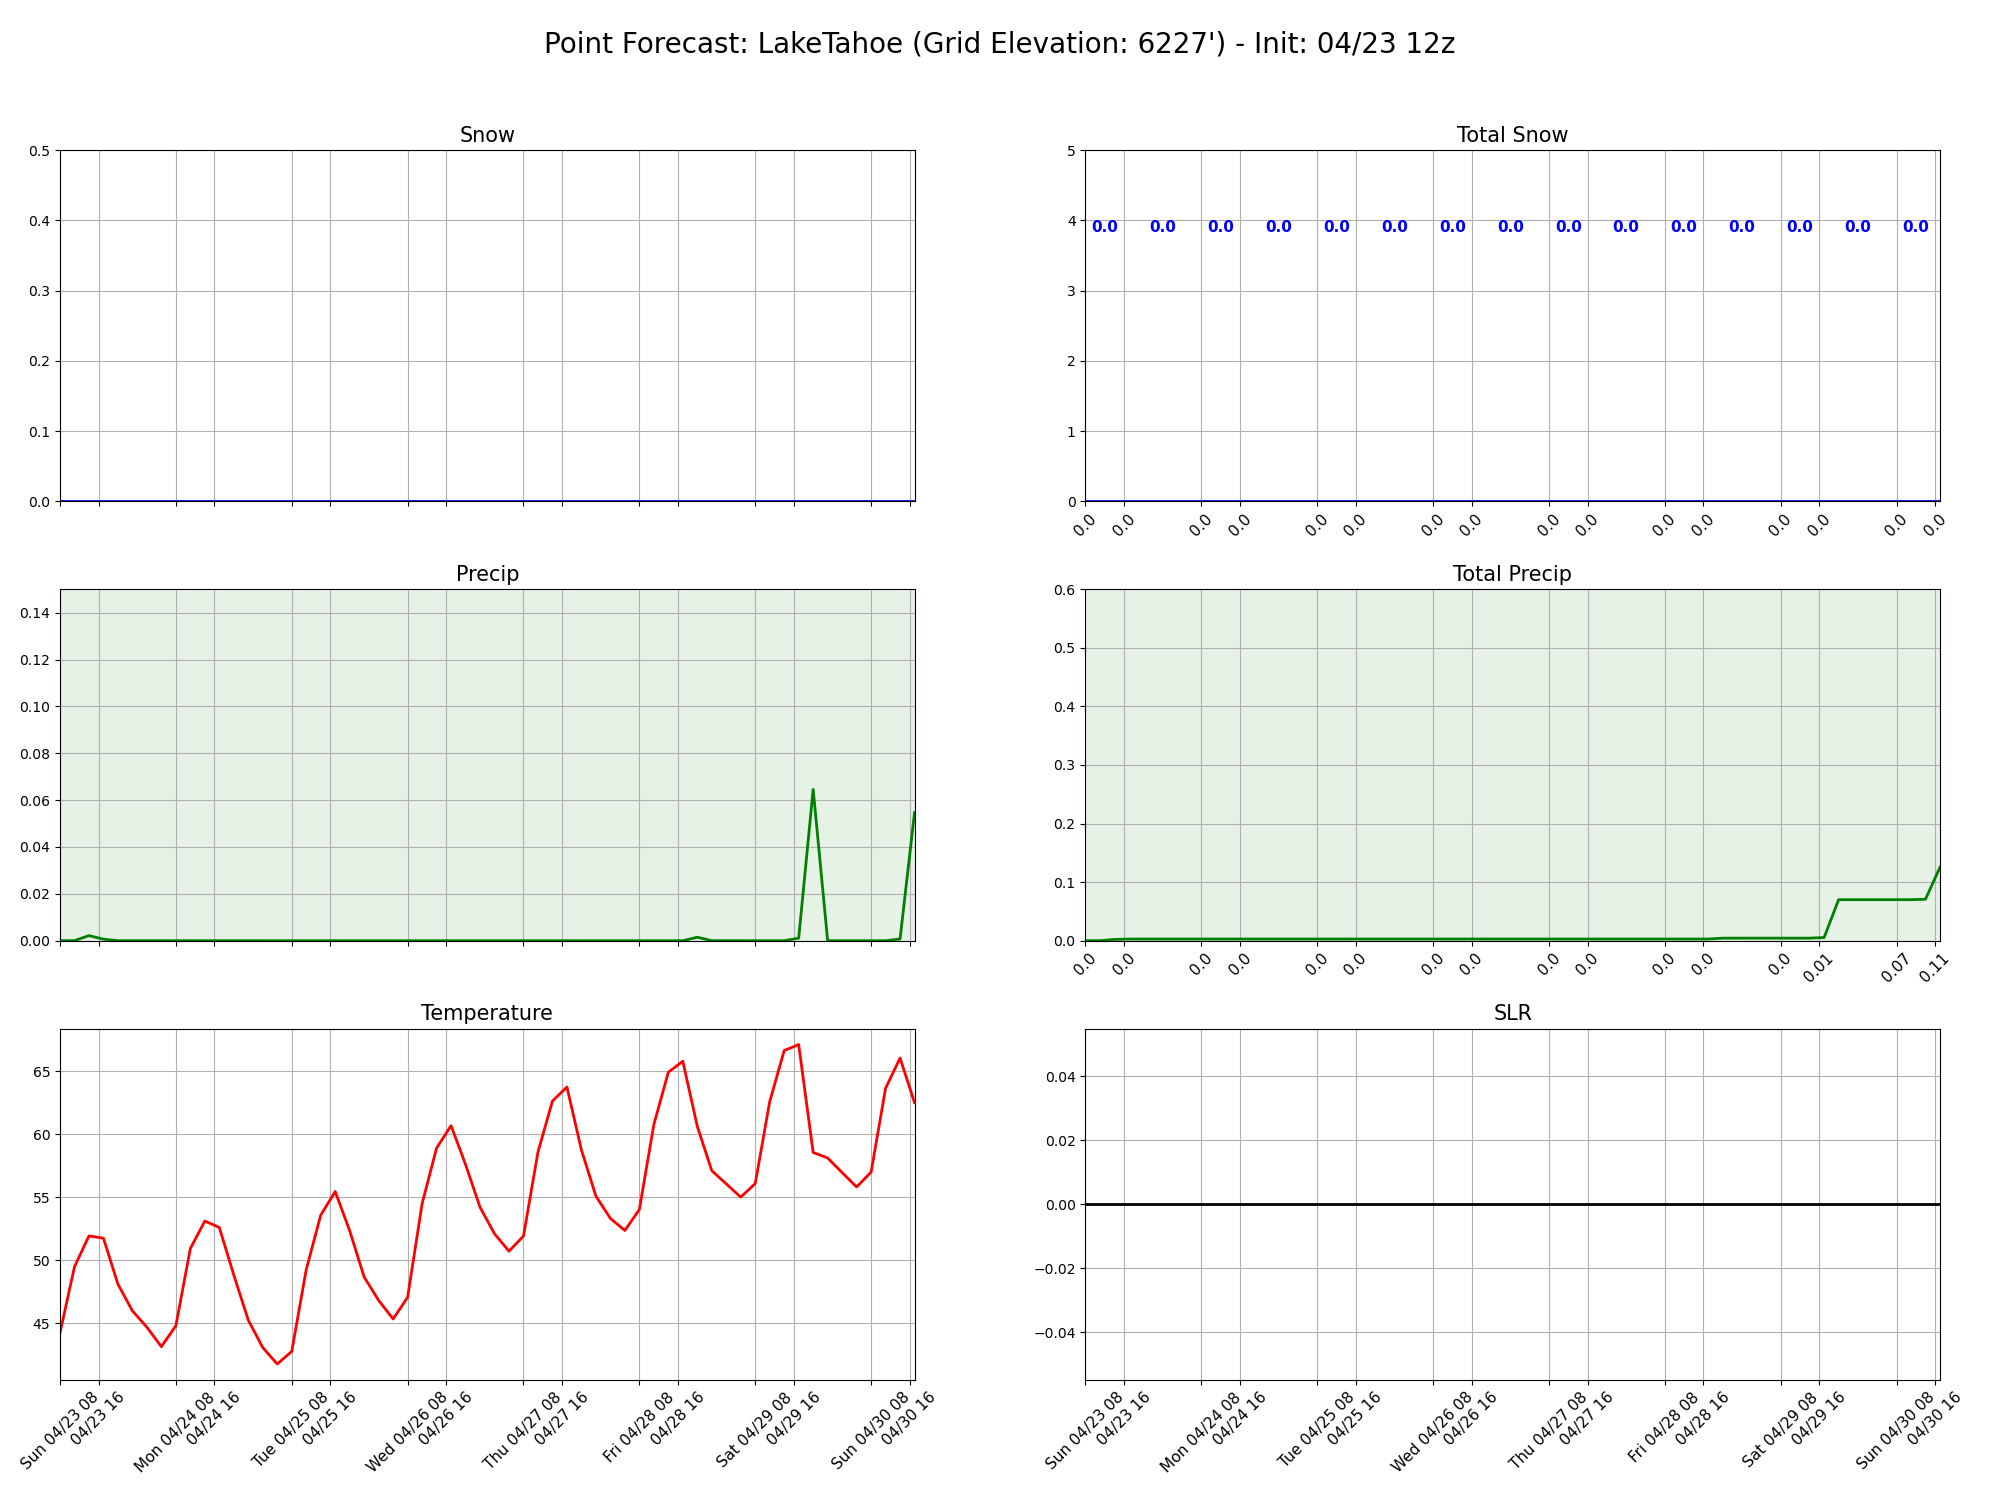 Point Forecast: LakeTahoe (Grid Elevation: 6227') - Init: 04/23 12z
Snow
0.5
0.4
0.3
0.2
0.1
0.0
Total Snow
5
4
3
2
1
0
0.0 0.0 0.0 0.0 0.0 0.0 0.0 0.0 0.0 0.0 0.0 0.0 0.0 0.0 0.0
0.0 0.0 0.0 0.0 0.0 0.0 0.0 0.0 0.0 0.0 0.0 0.0 0.0 0.0 0.0 0.0
Precip
0.14
0.12
0.10
0.08
0.06
0.04
0.02
0.00
Total Precip
0.6
0.5
0.4
0.3
0.2
0.1
0.0
0.0 0.0 0.0 0.0 0.0 0.0 0.0 0.0 0.0 0.0 0.0 0.0 0.0 0.01 0.07 0.11
Temperature
65
60
55
50
45
Sun 04/23 08
04/23 16
Mon 04/24 08
04/24 16
Tue 04/25 08
04/25 16
Wed 04/26 08
04/26 16
Thu 04/27 08
04/27 16
Fri 04/28 08
04/28 16
Sat 04/29 08
04/29 16
Sun 04/30 08
04/30 16
SLR
0.04
0.02
0.00
−0.02
−0.04
Sun 04/23 08
04/23 16
Mon 04/24 08
04/24 16
Tue 04/25 08
04/25 16
Wed 04/26 08
04/26 16
Thu 04/27 08
04/27 16
Fri 04/28 08
04/28 16
Sat 04/29 08
04/29 16
Sun 04/30 08
04/30 16